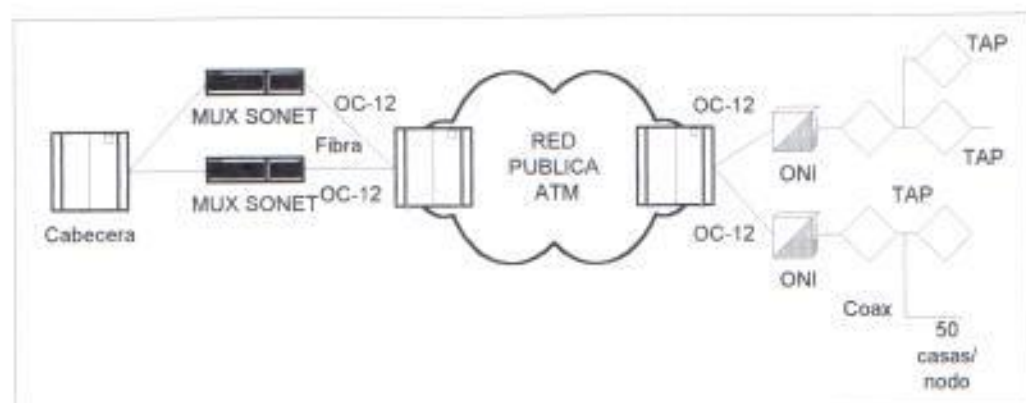 TAP
OC-12
MUX SONET
Fibra
OC-12
MUX SONET
Cabecera
RED
PUBLICA
ATM
OC-12
ONI
TAP
TAP
OC-12
ONI
Coax
50
casas/
nodo